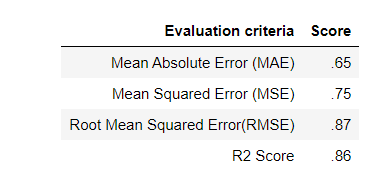 Evaluation criteria Score
Mean Absolute Error (MAE) .65
Mean Squared Error (MSE) .75
Root Mean Squared Error(RMSE) .87
R2 Score .86